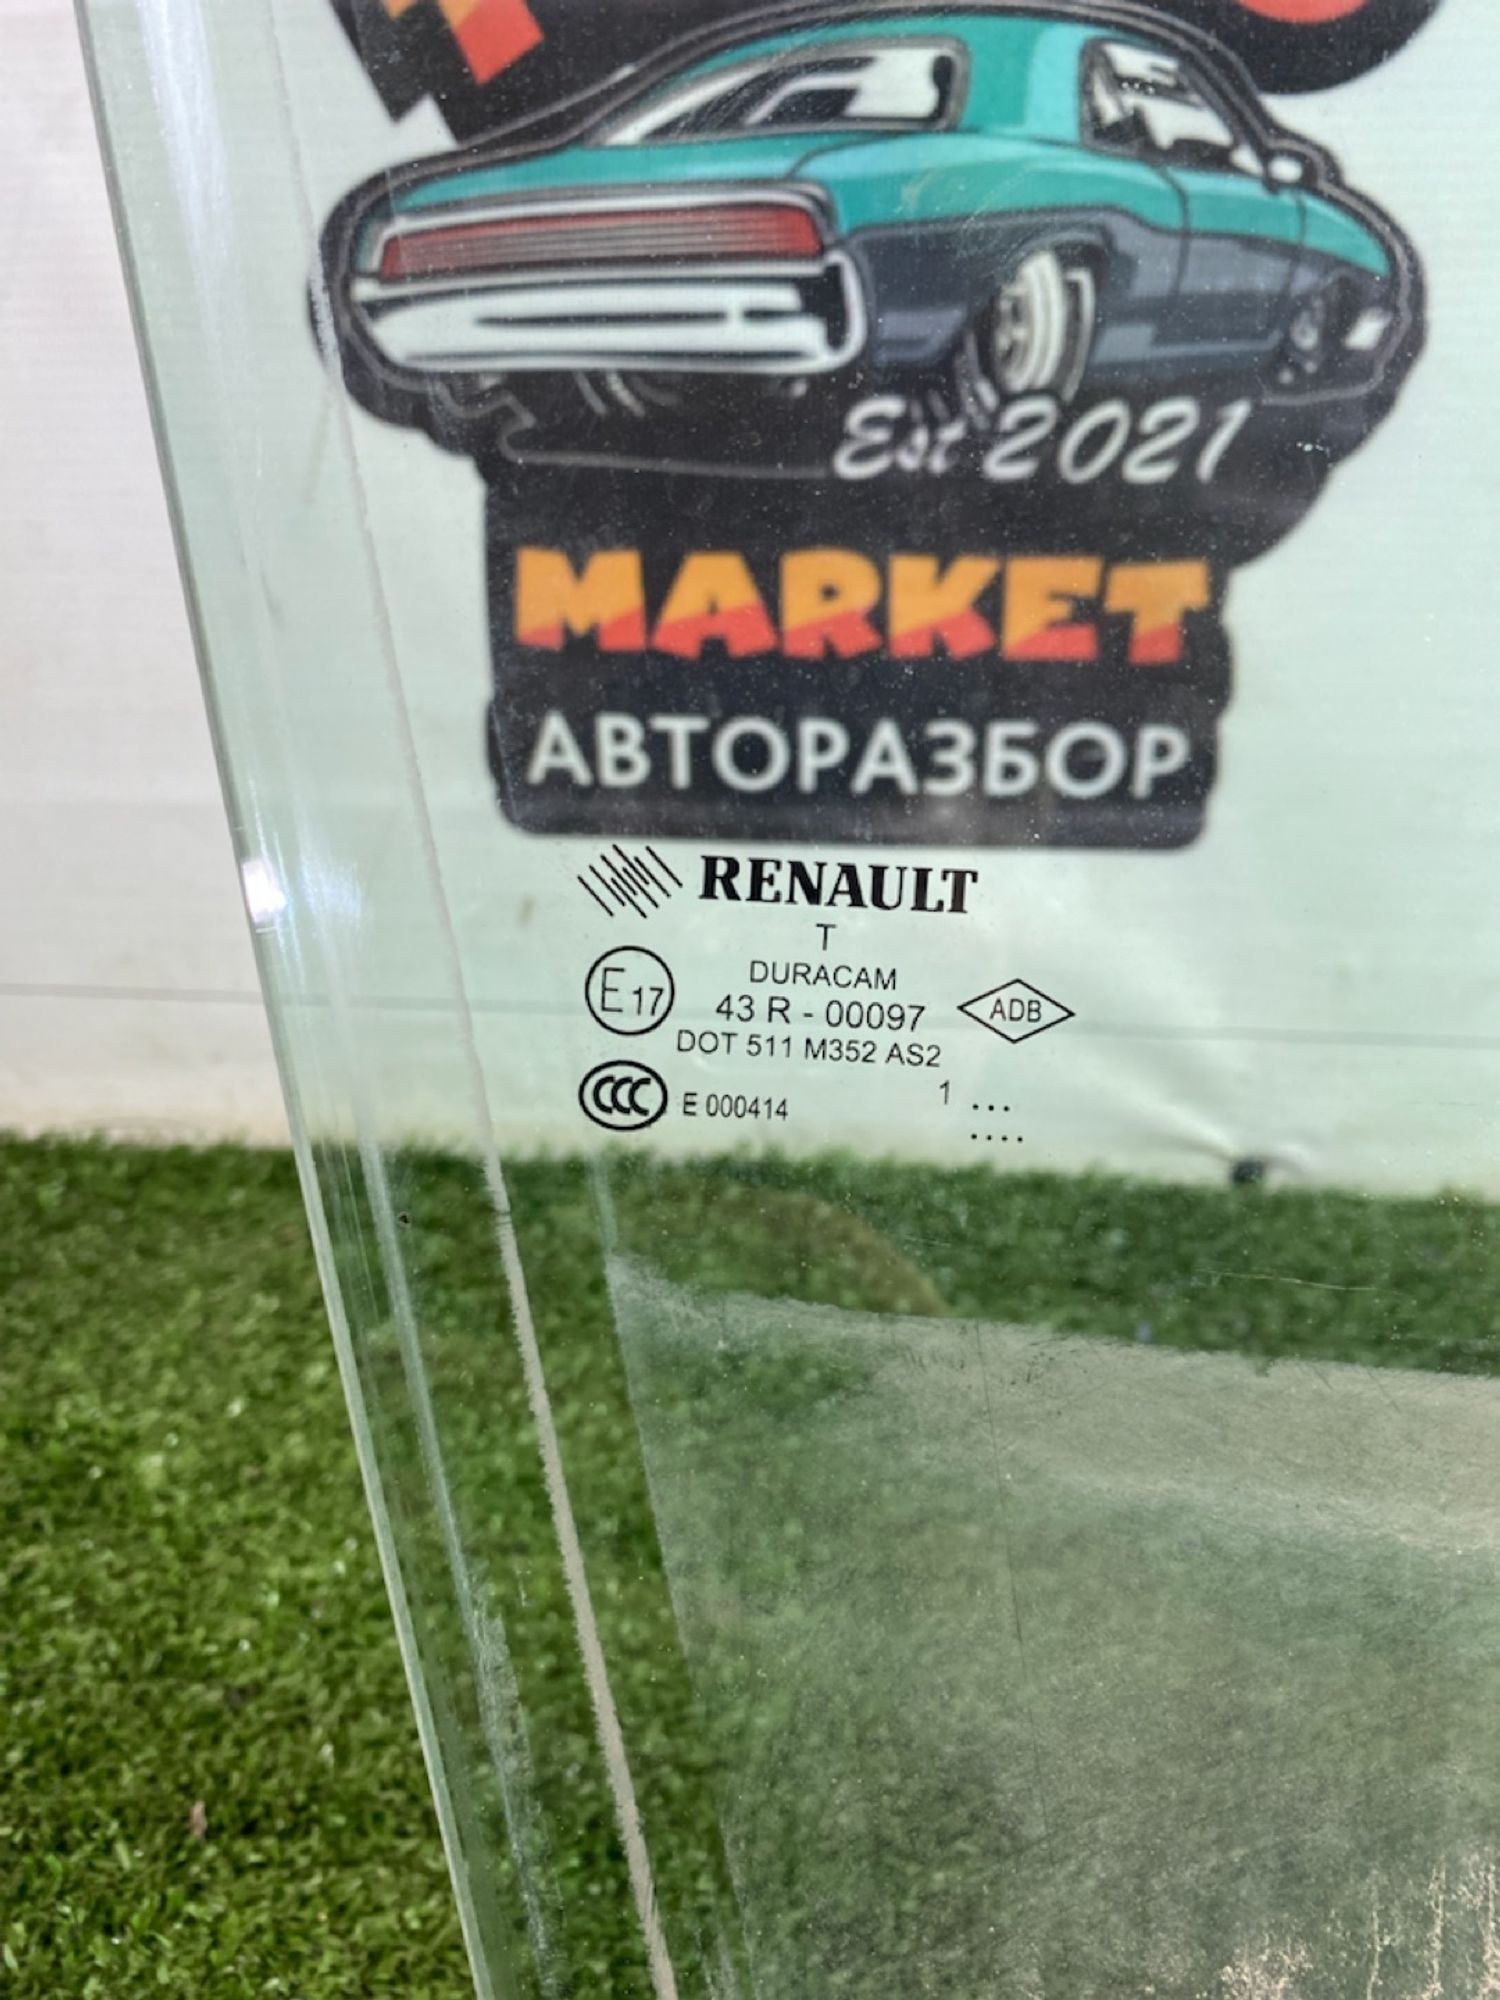 Est 2021
MARKET
АВТОРАЗБОР
RENAULT
T
DURACAM
E17 43 R - 00097 ADB
DOT 511 M352 AS2
CCC E 000414 1 ...
....